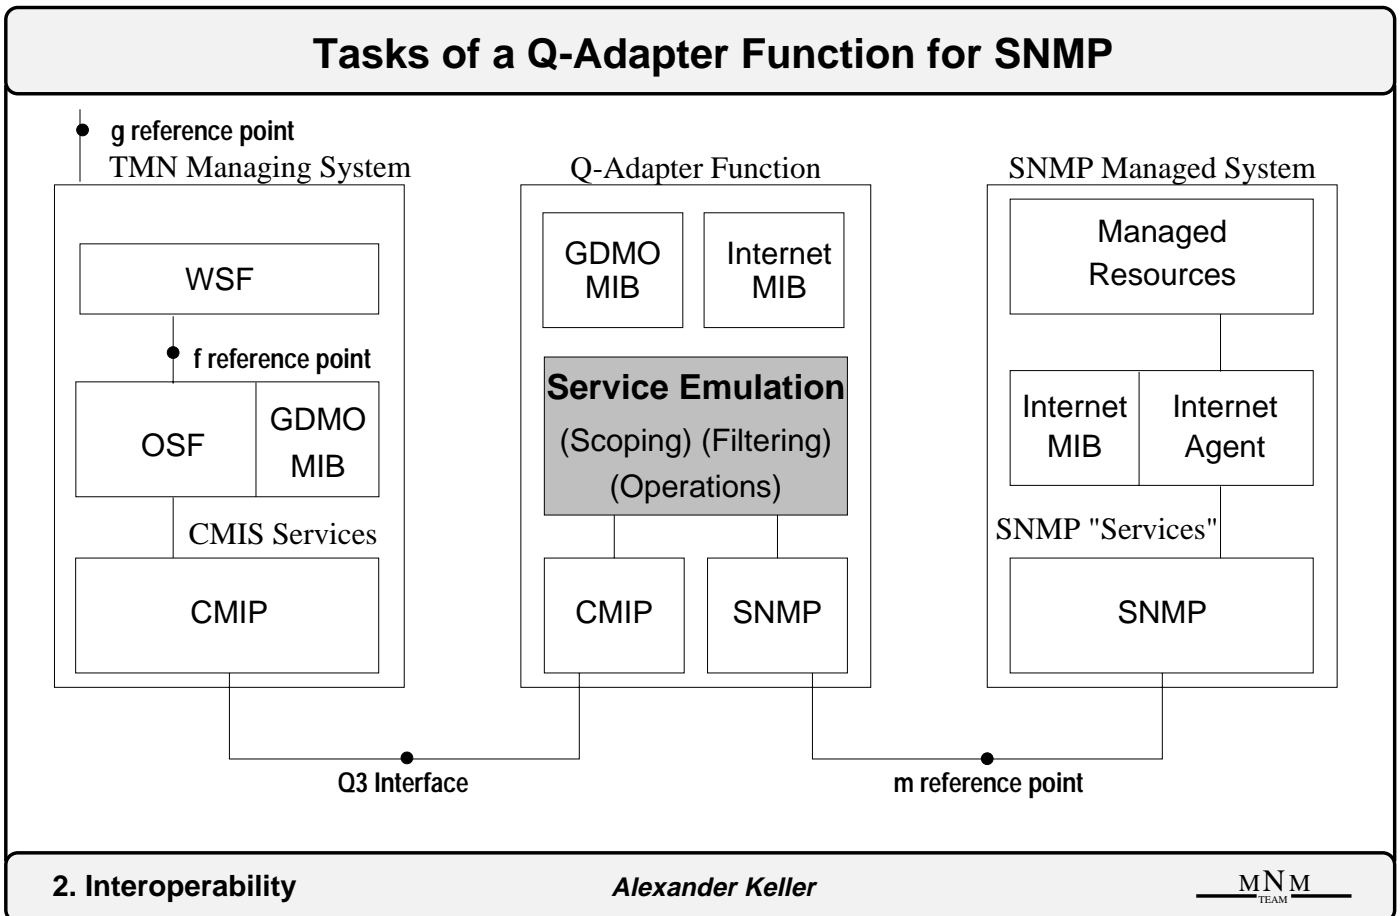 Tasks of a Q-Adapter Function for SNMP
g reference point
TMN Managing System
WSF
f reference point
OSF
GDMO
MIB
CMIS Services
CMIP
Q-Adapter Function
GDMO
MIB
Internet
MIB
Service Emulation
(Scoping) (Filtering)
(Operations)
CMIP
SNMP
SNMP Managed System
Managed
Resources
Internet
MIB
Internet
Agent
SNMP "Services"
SNMP
Q3 Interface
m reference point
2. Interoperability
Alexander Keller
MNM
TEAM